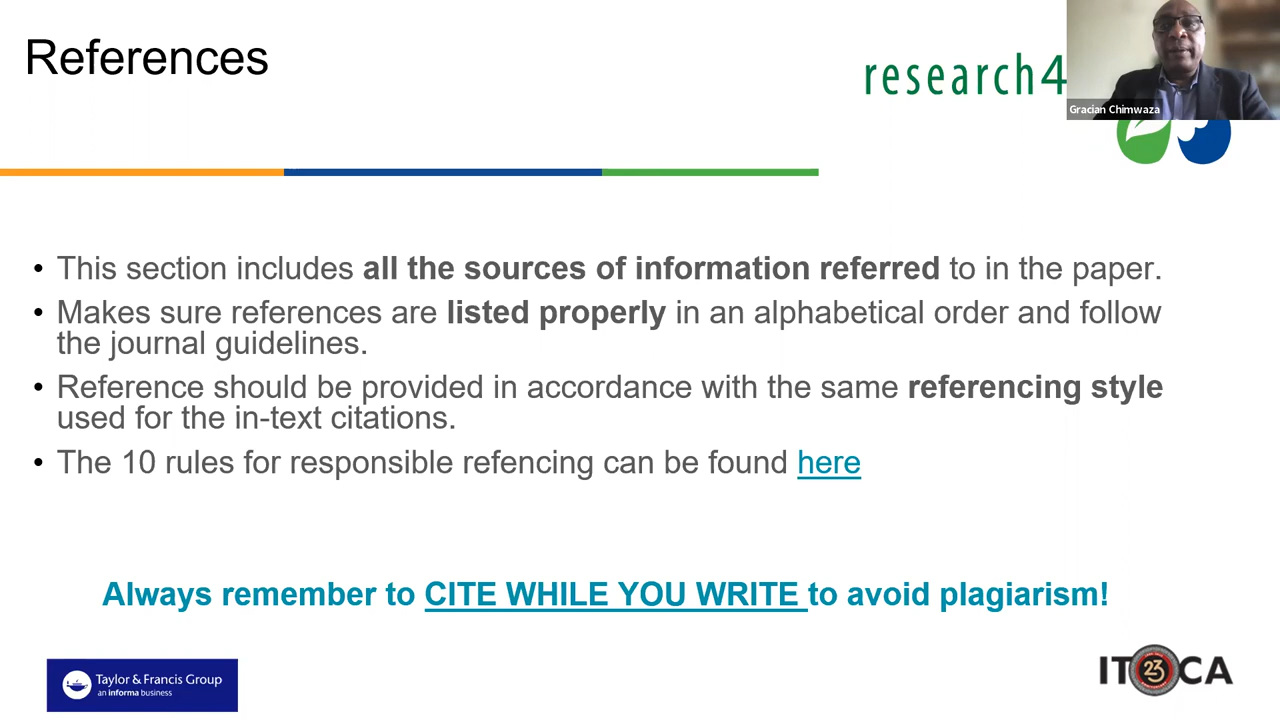 References
research4
Gracian Chimwaza
• This section includes all the sources of information referred to in the paper.
• Makes sure references are listed properly in an alphabetical order and follow
the journal guidelines.
• Reference should be provided in accordance with the same referencing style
used for the in-text citations.
• The 10 rules for responsible refencing can be found here
Always remember to CITE WHILE YOU WRITE to avoid plagiarism!
Taylor & Francis Group
an informa business
ITOCA
23